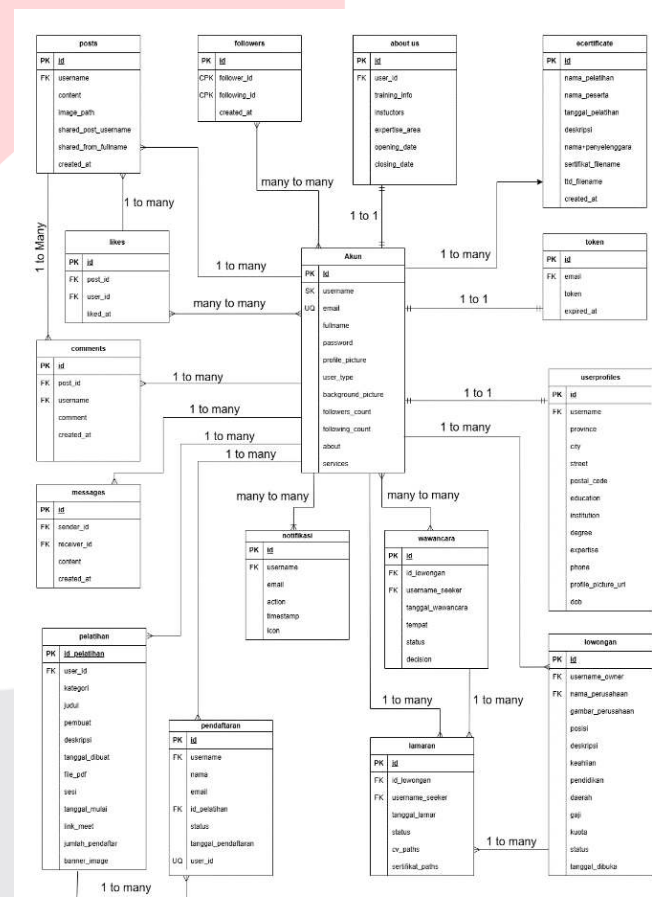 posts
PK id
FK username
content
image_path
shared_post_username
shared_from_fullname
created_at
followers
PK id
CPK follower_id
CPK following_id
created_at
about us
PK id
FK user_id
training_info
instuctors
expertise_area
opening_date
closing_date
ecertificate
PK id
nama_pelatihan
nama_peserta
tanggal_pelatihan
deskripsi
nama+penyelenggara
sertifikat_filename
ttd_filename
created_at
many to many
1 to many
1 to Many
1 to 1
1 to many
1 to many
likes
PK id
FK post_id
FK user_id
liked_at
many to many
Akun
PK Id
SK username
UQ email
fullname
password
profile_picture
user_type
background_picture
followers_count
following_count
about
services
token
PK id
FK email
token
expired_at
1 to 1
comments
PK id
FK post_id
FK username
comment
created_at
1 to many
1 to many
1 to many
1 to 1
1 to many
userprofiles
PK id
FK username
province
city
street
postal_code
education
institution
degree
expertise
phone
profile_picture_url
dob
messages
PK id
FK sender_id
FK receiver_id
content
created_at
many to many
many to many
notifikasi
PK id
FK username
email
action
timestamp
icon
wawancara
PK id
FK id_lowongan
FK username_seeker
tanggal_wawancara
tempat
status
decision
pelatihan
PK id_pelatihan
FK user_id
kategori
judul
pembuat
deskripsi
tanggal_dibuat
file_pdf
sesi
tanggal_mulai
link_meet
jumlah_pendaftar
banner_image
pendaftaran
PK id
FK username
nama
email
FK id_pelatihan
status
tanggal_pendaftaran
UQ user_id
1 to many
1 to many
lamaran
PK id
FK id_lowongan
FK username_seeker
tanggal_lamar
status
cv_paths
sertifikat_paths
lowongan
PK id
FK username_owner
FK nama_perusahaan
gambar_perusahaan
posisi
deskripsi
keahlian
pendidikan
daerah
gaji
kuota
status
tanggal_dibuka
1 to many
1 to many